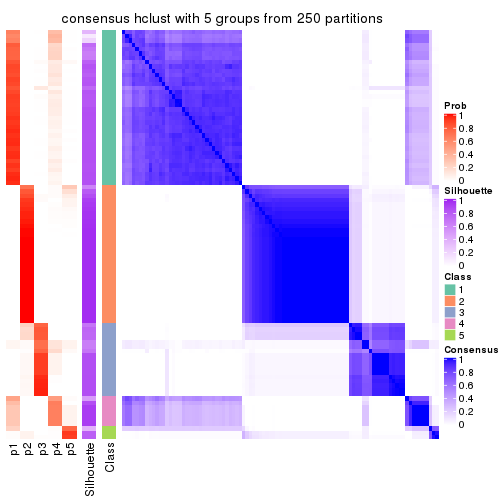 consensus hclust with 5 groups from 250 partitions
Prob
1
0.8
0.6
0.4
0.2
0
Silhouette
1
0.8
0.6
0.4
0.2
0
Class
1
2
3
4
5
Consensus
1
0.8
0.6
0.4
0.2
0
p1
p2
p3
p4
p5
Silhouette
Class